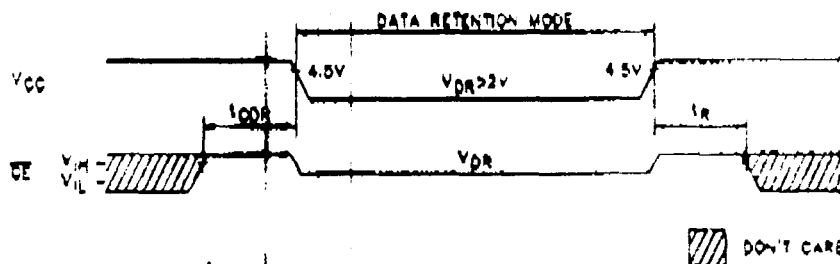 DATA RETENTION MODE
VCC
4.5V
VDR>2V
4.5V
tCDR
tR
CE
VIH
VIL
VDR
DON'T CARE